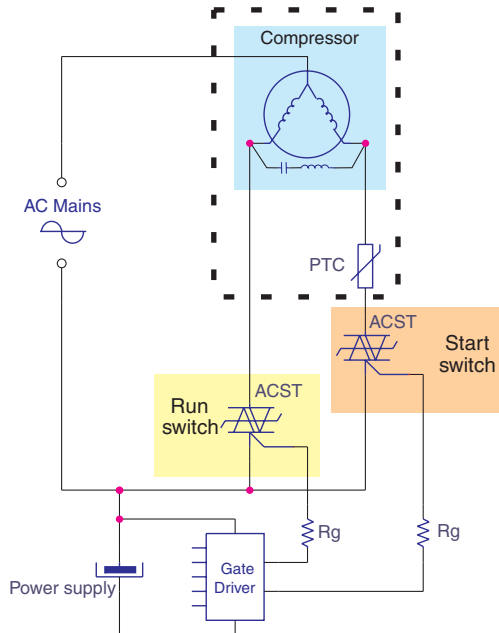 Compressor
AC Mains
PTC
ACST
Start
switch
ACST
Run
switch
Rg
Rg
Gate
Driver
Power supply